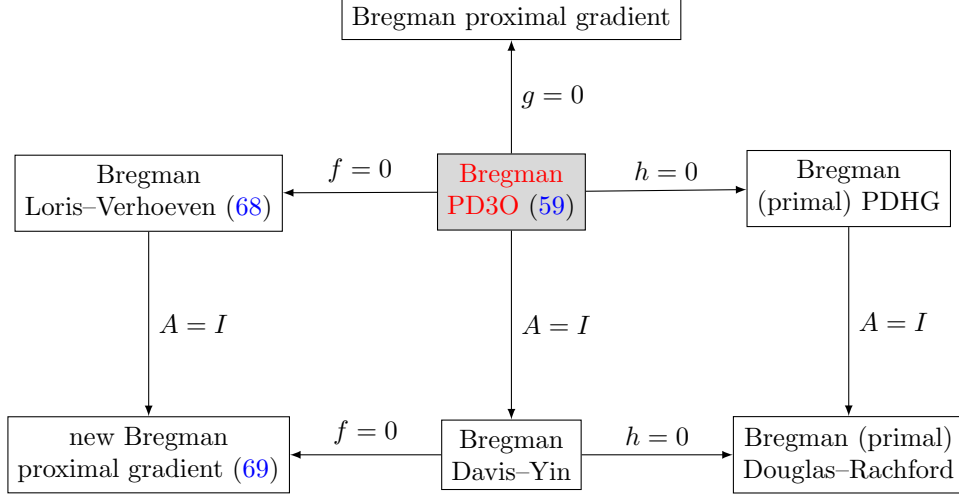 Bregman proximal gradient
g = 0
Bregman
Loris–Verhoeven (68)
f = 0
Bregman
PD3O (59)
h = 0
Bregman
(primal) PDHG
A = I
A = I
A = I
new Bregman
proximal gradient (69)
f = 0
Bregman
Davis–Yin
h = 0
Bregman (primal)
Douglas–Rachford